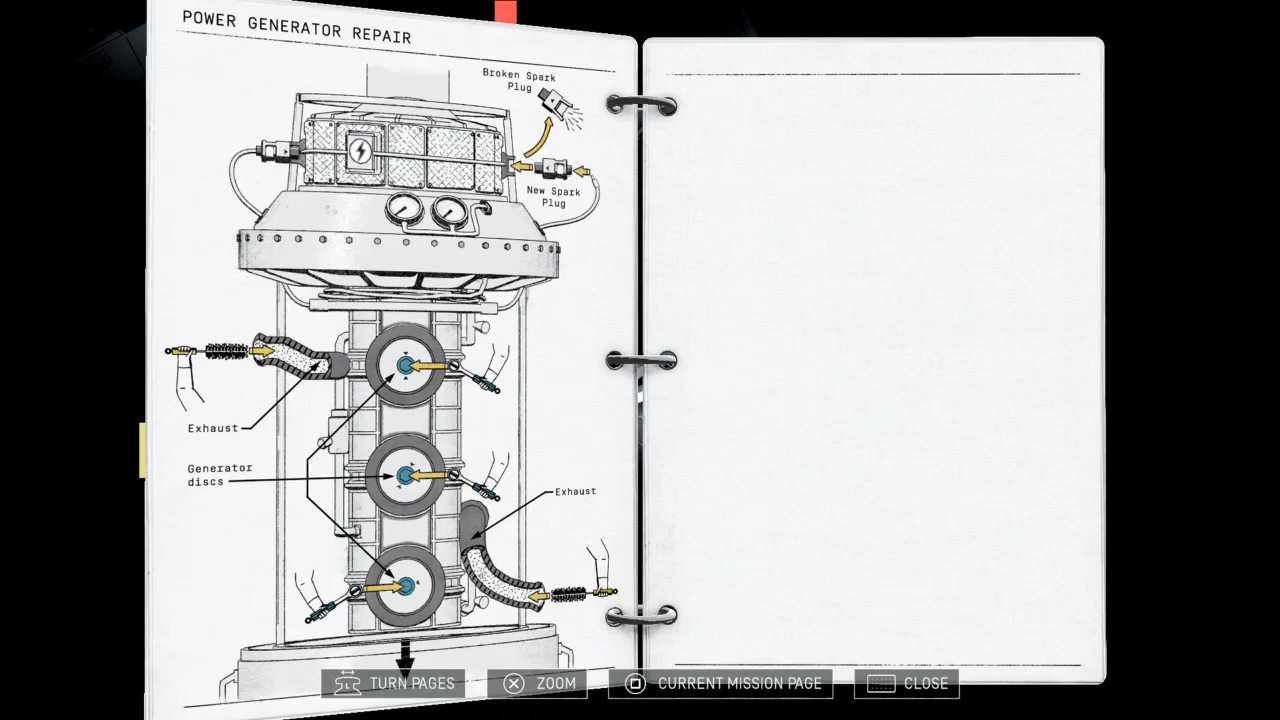 POWER GENERATOR REPAIR
Broken Spark
Plug
New Spark
Plug
Exhaust
Generator
discs
Exhaust
TURN PAGES
ZOOM
CURRENT MISSION PAGE
CLOSE